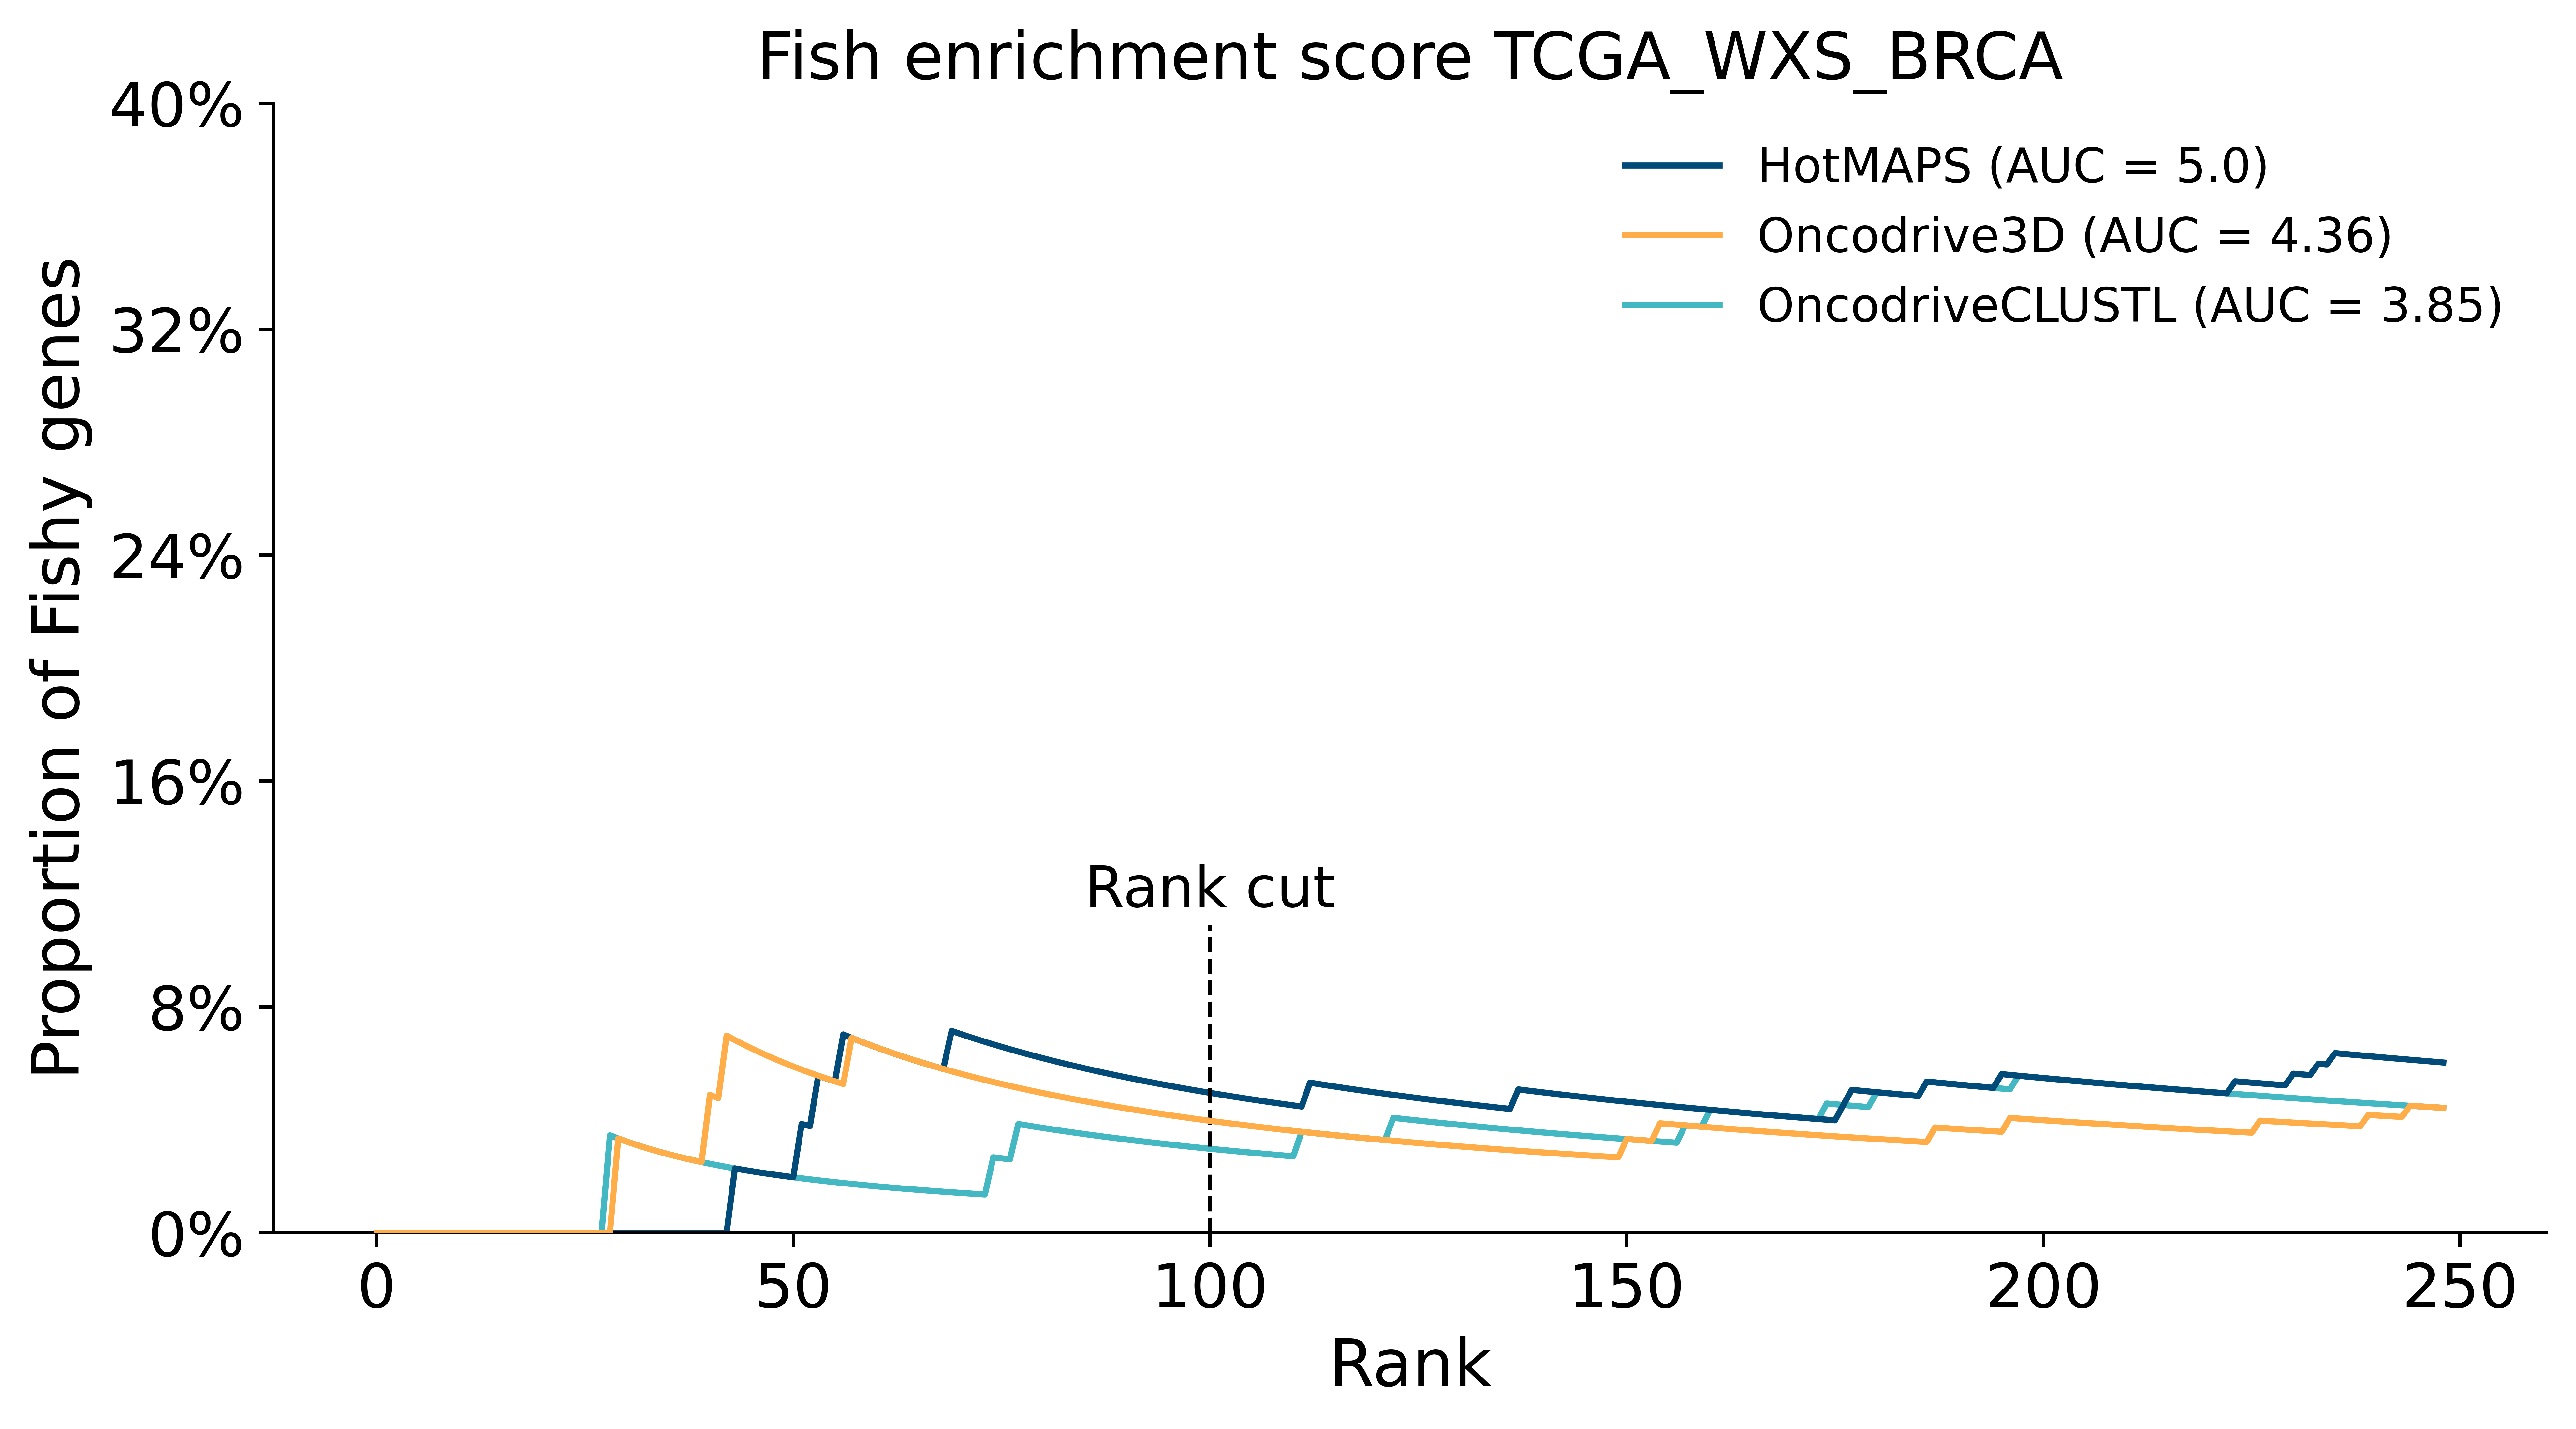 Fish enrichment score TCGA_WXS_BRCA
40%
32%
24%
16%
8%
0%
Proportion of Fishy genes
HotMAPS (AUC = 5.0)
Oncodrive3D (AUC = 4.36)
OncodriveCLUSTL (AUC = 3.85)
Rank cut
0 50 100 150 200 250
Rank